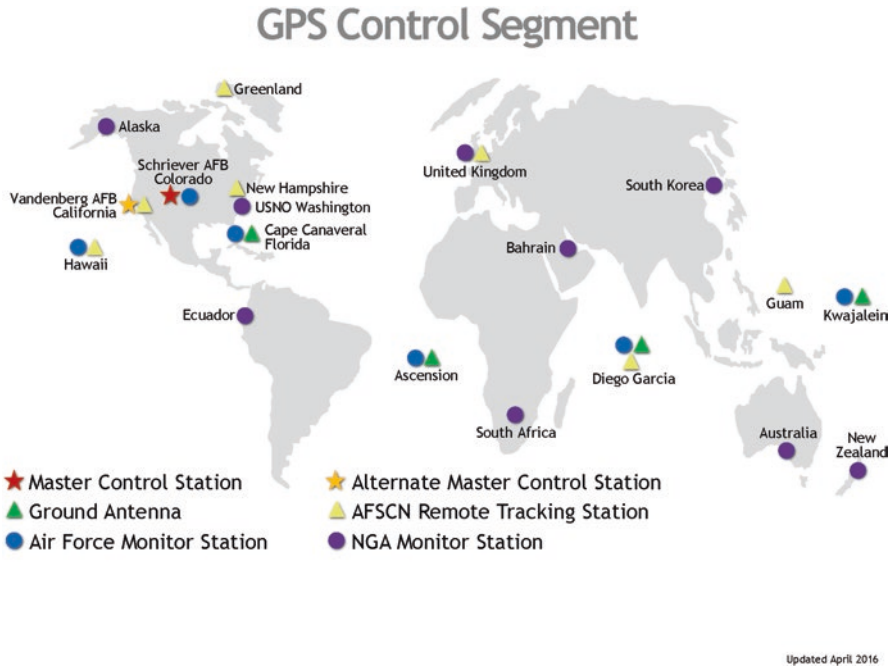 GPS Control Segment
Greenland
Alaska
Schriever AFB
Colorado
Vandenberg AFB
California
New Hampshire
USNO Washington
Cape Canaveral
Florida
Hawaii
United Kingdom
South Korea
Bahrain
Guam
Kwajalein
Ecuador
Ascension
Diego Garcia
South Africa
Australia
New
Zealand
Master Control Station
Alternate Master Control Station
Ground Antenna
AFSCN Remote Tracking Station
Air Force Monitor Station
NGA Monitor Station
Updated April 2016